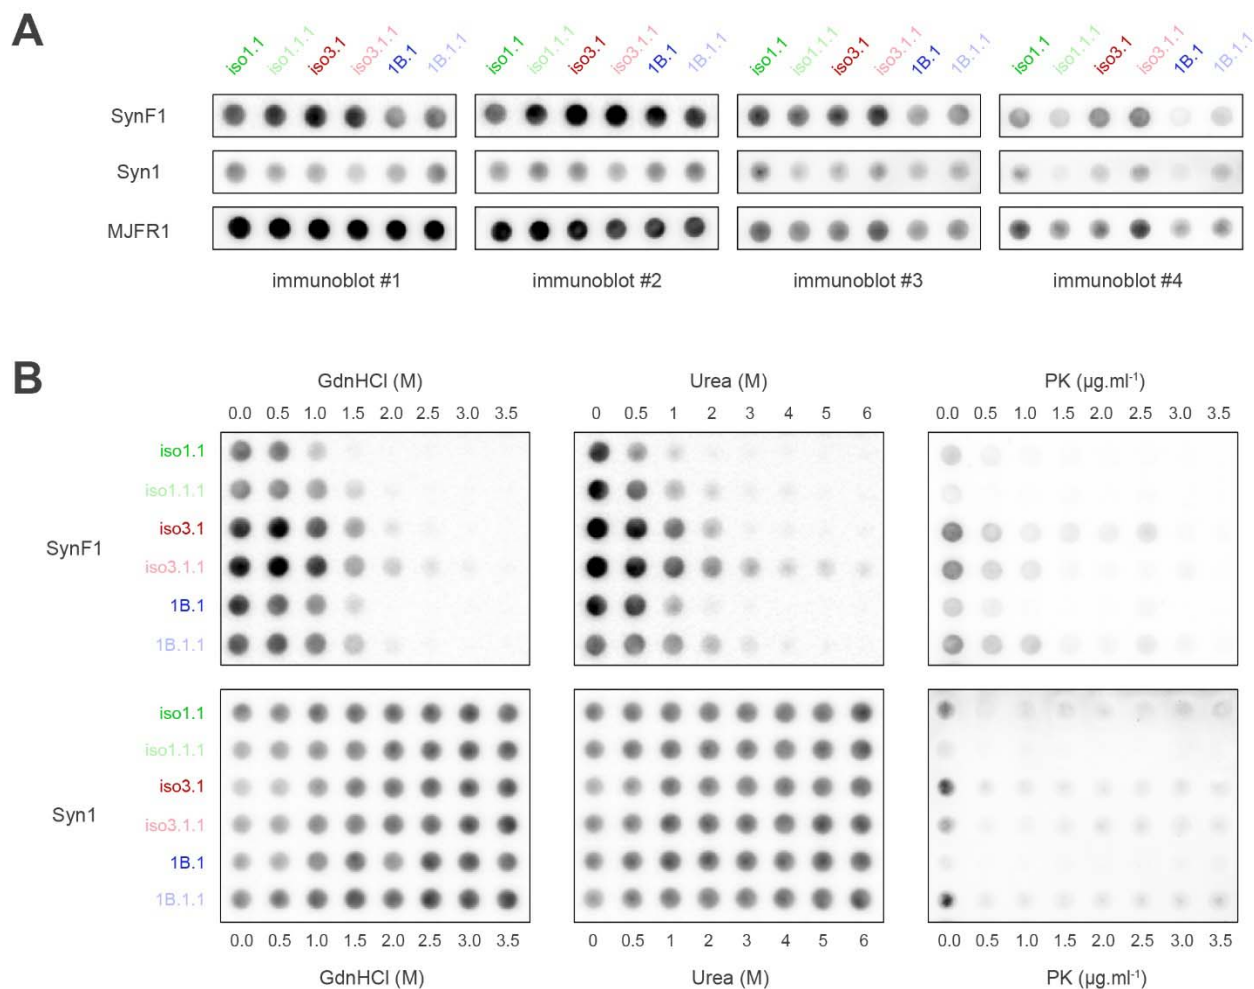 A
iso1.1 iso1.1.1 iso3.1 iso3.1.1 1B.1 1B.1.1 iso1.1 iso1.1.1 iso3.1 iso3.1.1 1B.1 1B.1.1 iso1.1 iso1.1.1 iso3.1 iso3.1.1 1B.1 1B.1.1 iso1.1 iso1.1.1 iso3.1 iso3.1.1 1B.1 1B.1.1
SynF1
Syn1
MJFR1
immunoblot #1 immunoblot #2 immunoblot #3 immunoblot #4
B
GdnHCl (M) Urea (M) PK (µg.ml⁻¹)
0.0 0.5 1.0 1.5 2.0 2.5 3.0 3.5 0 0.5 1 2 3 4 5 6 0.0 0.5 1.0 1.5 2.0 2.5 3.0 3.5
iso1.1
iso1.1.1
iso3.1
SynF1
iso3.1.1
1B.1
1B.1.1
iso1.1
iso1.1.1
iso3.1
Syn1
iso3.1.1
1B.1
1B.1.1
0.0 0.5 1.0 1.5 2.0 2.5 3.0 3.5 0 0.5 1 2 3 4 5 6 0.0 0.5 1.0 1.5 2.0 2.5 3.0 3.5
GdnHCl (M) Urea (M) PK (µg.ml⁻¹)